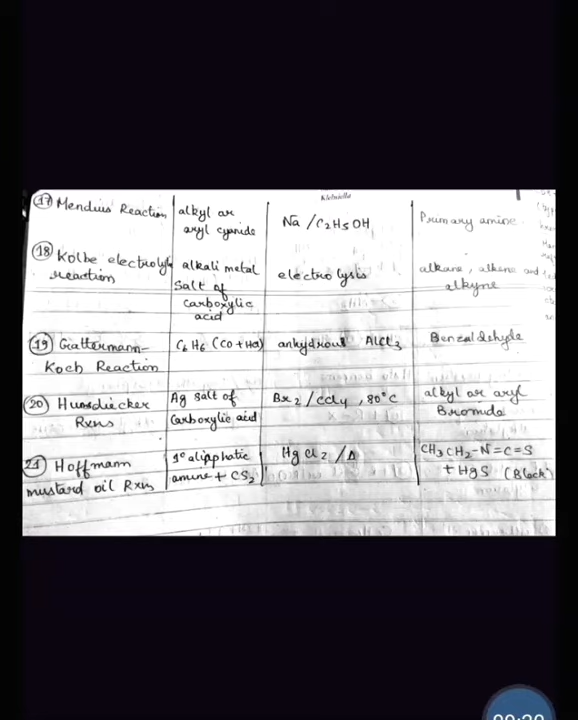 (17) Mendius Reaction | alkyl or aryl cyanide | Na / C2H5OH | Primary amine
(18) Kolbe electrolyt reaction | alkali metal salt of carboxylic acid | electrolysis | alkane, alkene and alkyne
(19) Gattermann-Koch Reaction | C6H6 (CO + HCl) | anhydrous AlCl3 | Benzaldehyde
(20) Hunsdiecker Rxns | Ag salt of Carboxylic acid | Br2 / CCl4, 80°C | alkyl or aryl Bromide
(21) Hoffmann mustard oil Rxns | 1° aliphatic amine + CS2 | HgCl2 / Δ | CH3CH2-N=C=S + HgS (Black)